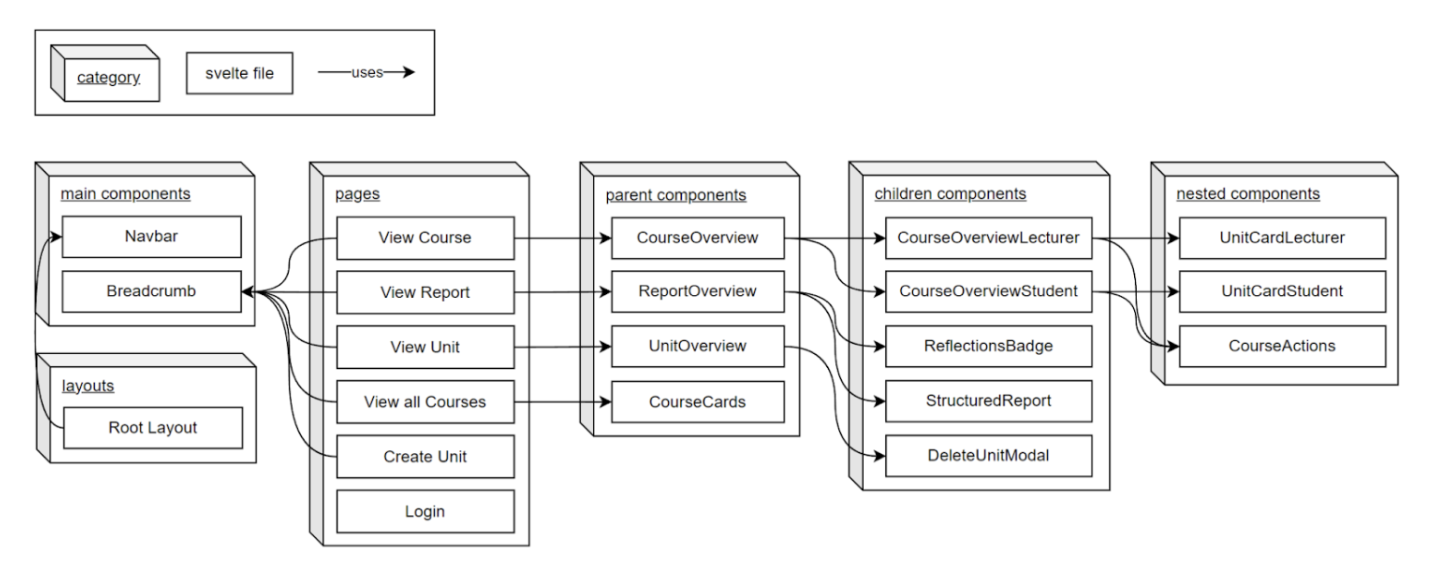 category
svelte file
uses
main components
Navbar
Breadcrumb
layouts
Root Layout
pages
View Course
View Report
View Unit
View all Courses
Create Unit
Login
parent components
CourseOverview
ReportOverview
UnitOverview
CourseCards
children components
CourseOverviewLecturer
CourseOverviewStudent
ReflectionsBadge
StructuredReport
DeleteUnitModal
nested components
UnitCardLecturer
UnitCardStudent
CourseActions